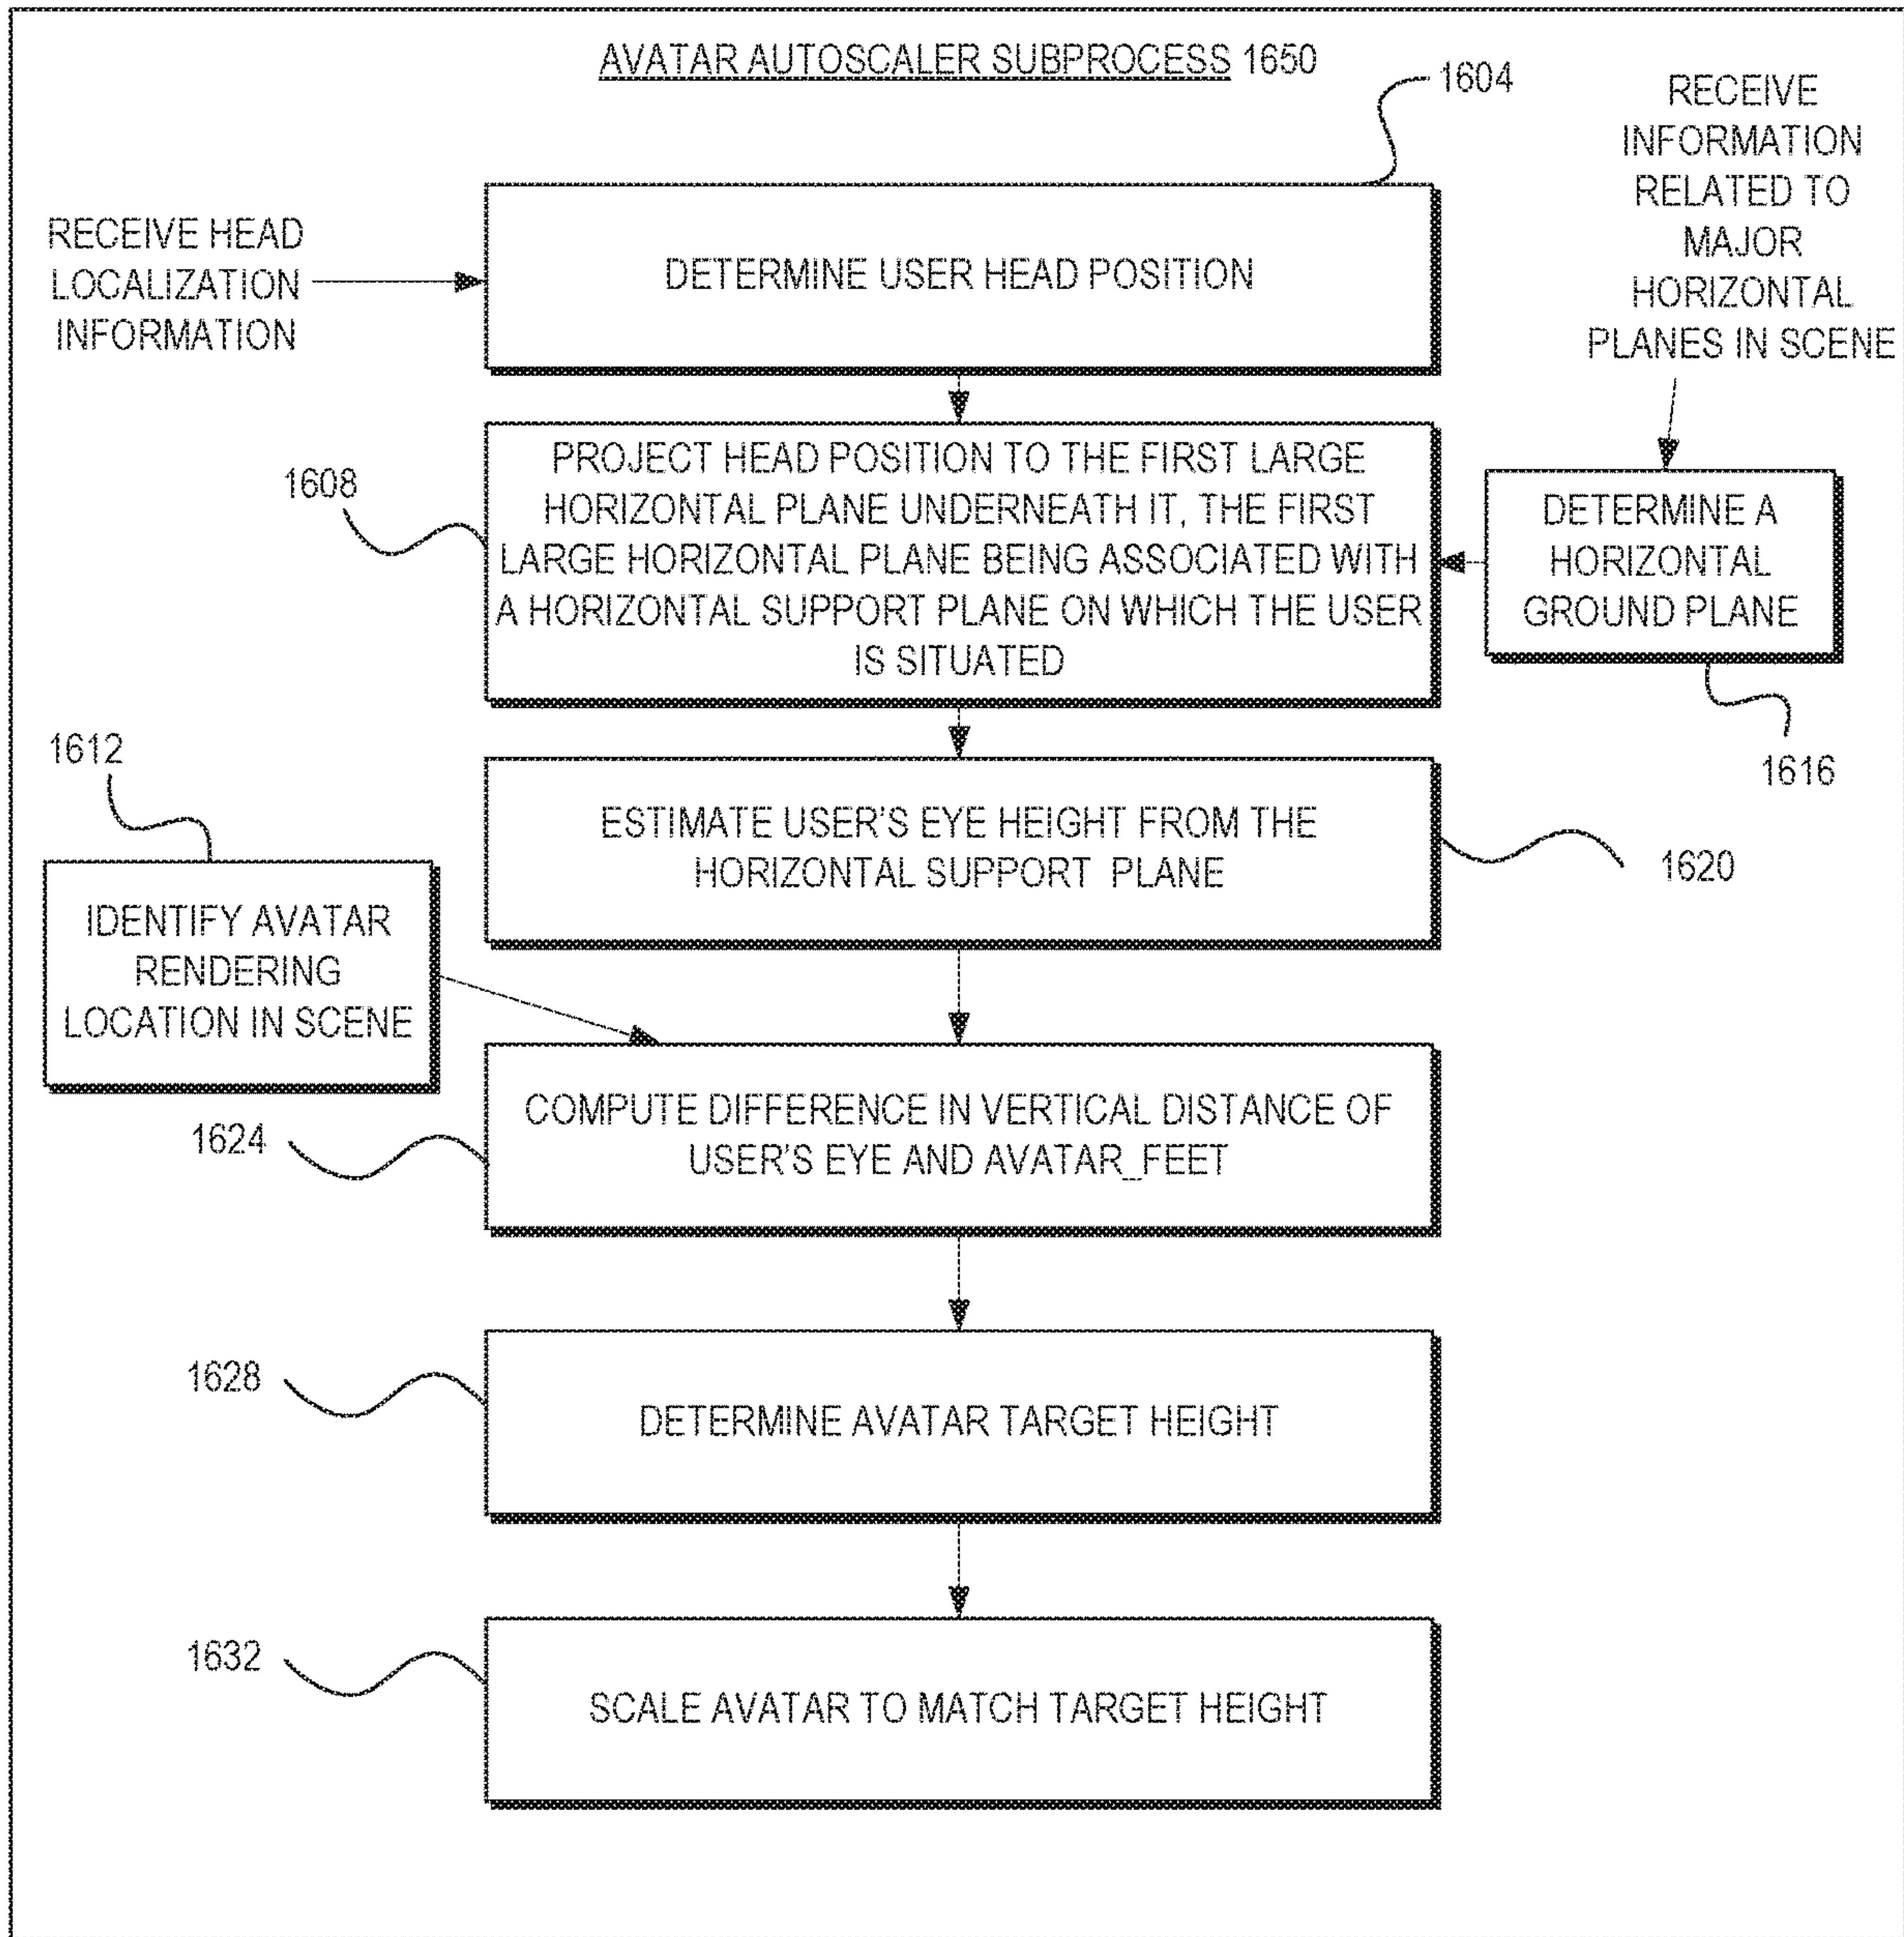 AVATAR AUTOSCALER SUBPROCESS 1650
1604
RECEIVE
INFORMATION
RELATED TO
MAJOR
HORIZONTAL
PLANES IN SCENE
RECEIVE HEAD
LOCALIZATION
INFORMATION
DETERMINE USER HEAD POSITION
1608
PROJECT HEAD POSITION TO THE FIRST LARGE
HORIZONTAL PLANE UNDERNEATH IT, THE FIRST
LARGE HORIZONTAL PLANE BEING ASSOCIATED WITH
A HORIZONTAL SUPPORT PLANE ON WHICH THE USER
IS SITUATED
DETERMINE A
HORIZONTAL
GROUND PLANE
1616
1612
ESTIMATE USER'S EYE HEIGHT FROM THE
HORIZONTAL SUPPORT PLANE
1620
IDENTIFY AVATAR
RENDERING
LOCATION IN SCENE
1624
COMPUTE DIFFERENCE IN VERTICAL DISTANCE OF
USER'S EYE AND AVATAR_FEET
1628
DETERMINE AVATAR TARGET HEIGHT
1632
SCALE AVATAR TO MATCH TARGET HEIGHT